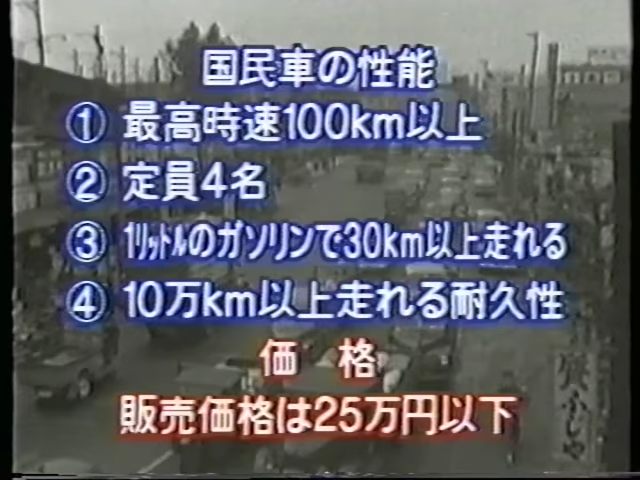 国民車の性能
① 最高時速100km以上
② 定員4名
③ 1リットルのガソリンで30km以上走れる
④ 10万km以上走れる耐久性
価 格
販売価格は25万円以下